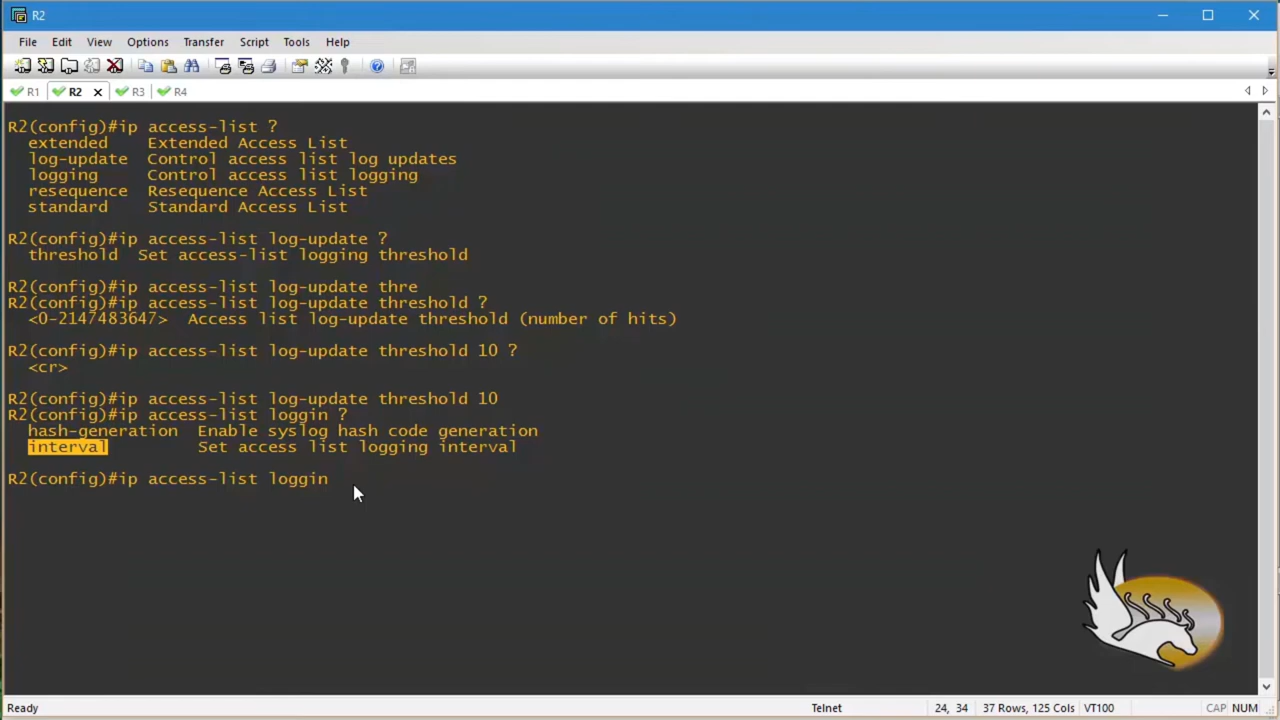 R2
File Edit View Options Transfer Script Tools Help
R1 R2 R3 R4
R2(config)#ip access-list ?
extended Extended Access List
log-update Control access list log updates
logging Control access list logging
resequence Resequence Access List
standard Standard Access List
R2(config)#ip access-list log-update ?
threshold Set access-list logging threshold
R2(config)#ip access-list log-update thre
R2(config)#ip access-list log-update threshold ?
<0-2147483647> Access list log-update threshold (number of hits)
R2(config)#ip access-list log-update threshold 10 ?
<cr>
R2(config)#ip access-list log-update threshold 10
R2(config)#ip access-list loggin ?
hash-generation Enable syslog hash code generation
interval Set access list logging interval
R2(config)#ip access-list loggin
Ready Telnet 24, 34 37 Rows, 125 Cols VT100 CAP NUM